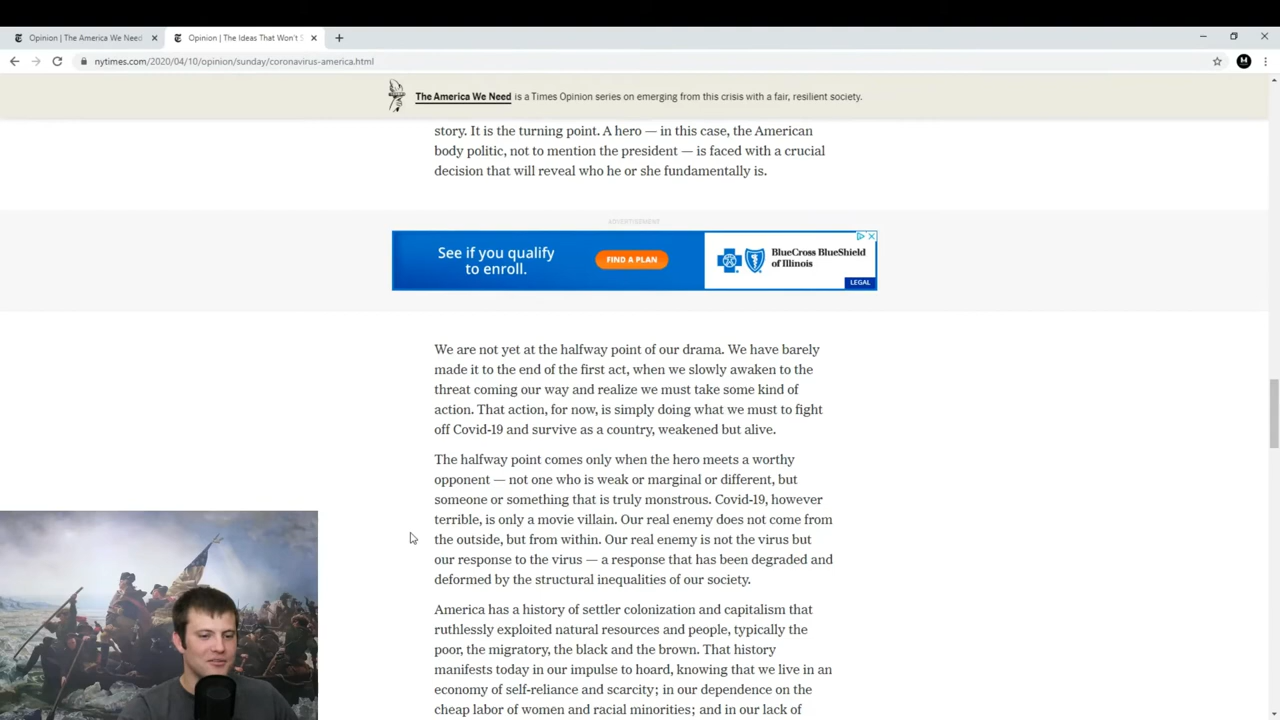 Opinion | The America We Need
Opinion | The Ideas That Won't S
nytimes.com/2020/04/10/opinion/sunday/coronavirus-america.html
The America We Need is a Times Opinion series on emerging from this crisis with a fair, resilient society.
story. It is the turning point. A hero — in this case, the American
body politic, not to mention the president — is faced with a crucial
decision that will reveal who he or she fundamentally is.
ADVERTISEMENT
See if you qualify
to enroll.
FIND A PLAN
BlueCross BlueShield
of Illinois
LEGAL
We are not yet at the halfway point of our drama. We have barely
made it to the end of the first act, when we slowly awaken to the
threat coming our way and realize we must take some kind of
action. That action, for now, is simply doing what we must to fight
off Covid-19 and survive as a country, weakened but alive.
The halfway point comes only when the hero meets a worthy
opponent — not one who is weak or marginal or different, but
someone or something that is truly monstrous. Covid-19, however
terrible, is only a movie villain. Our real enemy does not come from
the outside, but from within. Our real enemy is not the virus but
our response to the virus — a response that has been degraded and
deformed by the structural inequalities of our society.
America has a history of settler colonization and capitalism that
ruthlessly exploited natural resources and people, typically the
poor, the migratory, the black and the brown. That history
manifests today in our impulse to hoard, knowing that we live in an
economy of self-reliance and scarcity; in our dependence on the
cheap labor of women and racial minorities; and in our lack of